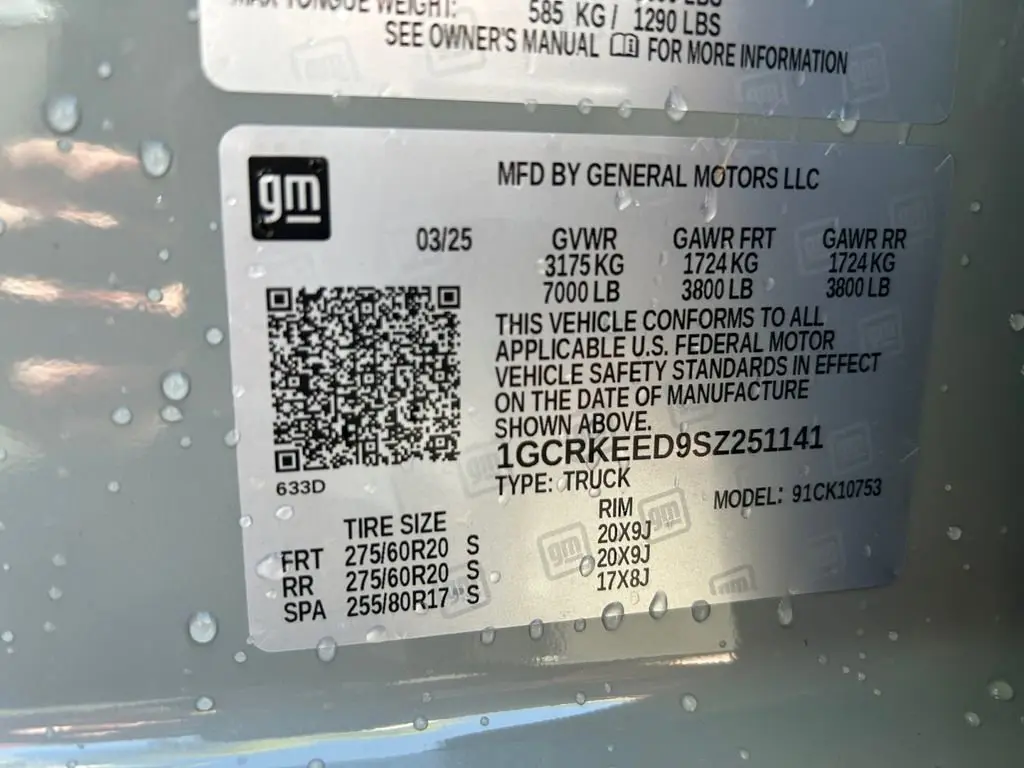 MAX TONGUE WEIGHT: 585 KG / 1290 LBS
SEE OWNER'S MANUAL FOR MORE INFORMATION
gm
MFD BY GENERAL MOTORS LLC
03/25 GVWR GAWR FRT GAWR RR
3175 KG 1724 KG 1724 KG
7000 LB 3800 LB 3800 LB
THIS VEHICLE CONFORMS TO ALL
APPLICABLE U.S. FEDERAL MOTOR
VEHICLE SAFETY STANDARDS IN EFFECT
ON THE DATE OF MANUFACTURE
SHOWN ABOVE.
1GCRKEED9SZ251141
TYPE: TRUCK
MODEL: 91CK10753
633D
TIRE SIZE RIM
FRT 275/60R20 S 20X9J
RR 275/60R20 S 20X9J
SPA 255/80R17 S 17X8J